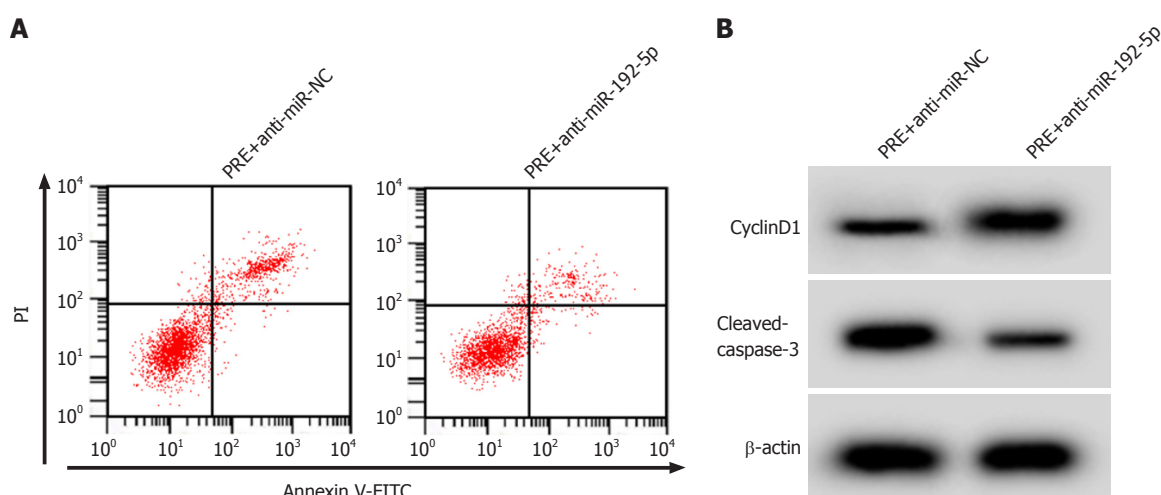 A
PRE+anti-miR-NC
PRE+anti-miR-192-5p
PI
10⁴
10³
10²
10¹
10⁰
10⁰ 10¹ 10² 10³ 10⁴
10⁴
10³
10²
10¹
10⁰
10⁰ 10¹ 10² 10³ 10⁴
Annexin V-FITC
B
PRE+anti-miR-NC
PRE+anti-miR-192-5p
CyclinD1
Cleaved-
caspase-3
β-actin